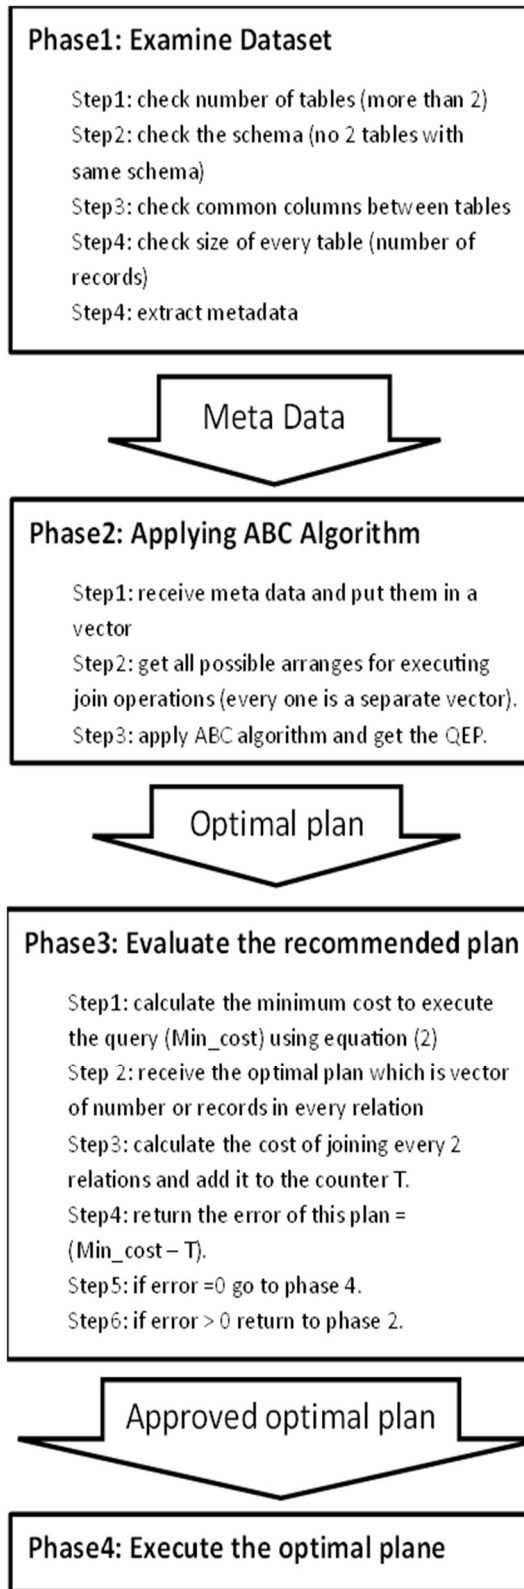 Phase1: Examine Dataset
Step1: check number of tables (more than 2)
Step2: check the schema (no 2 tables with
same schema)
Step3: check common columns between tables
Step4: check size of every table (number of
records)
Step4: extract metadata
Meta Data
Phase2: Applying ABC Algorithm
Step1: receive meta data and put them in a
vector
Step2: get all possible arranges for executing
join operations (every one is a separate vector).
Step3: apply ABC algorithm and get the QEP.
Optimal plan
Phase3: Evaluate the recommended plan
Step1: calculate the minimum cost to execute
the query (Min_cost) using equation (2)
Step 2: receive the optimal plan which is vector
of number or records in every relation
Step3: calculate the cost of joining every 2
relations and add it to the counter T.
Step4: return the error of this plan =
(Min_cost – T).
Step5: if error =0 go to phase 4.
Step6: if error > 0 return to phase 2.
Approved optimal plan
Phase4: Execute the optimal plane